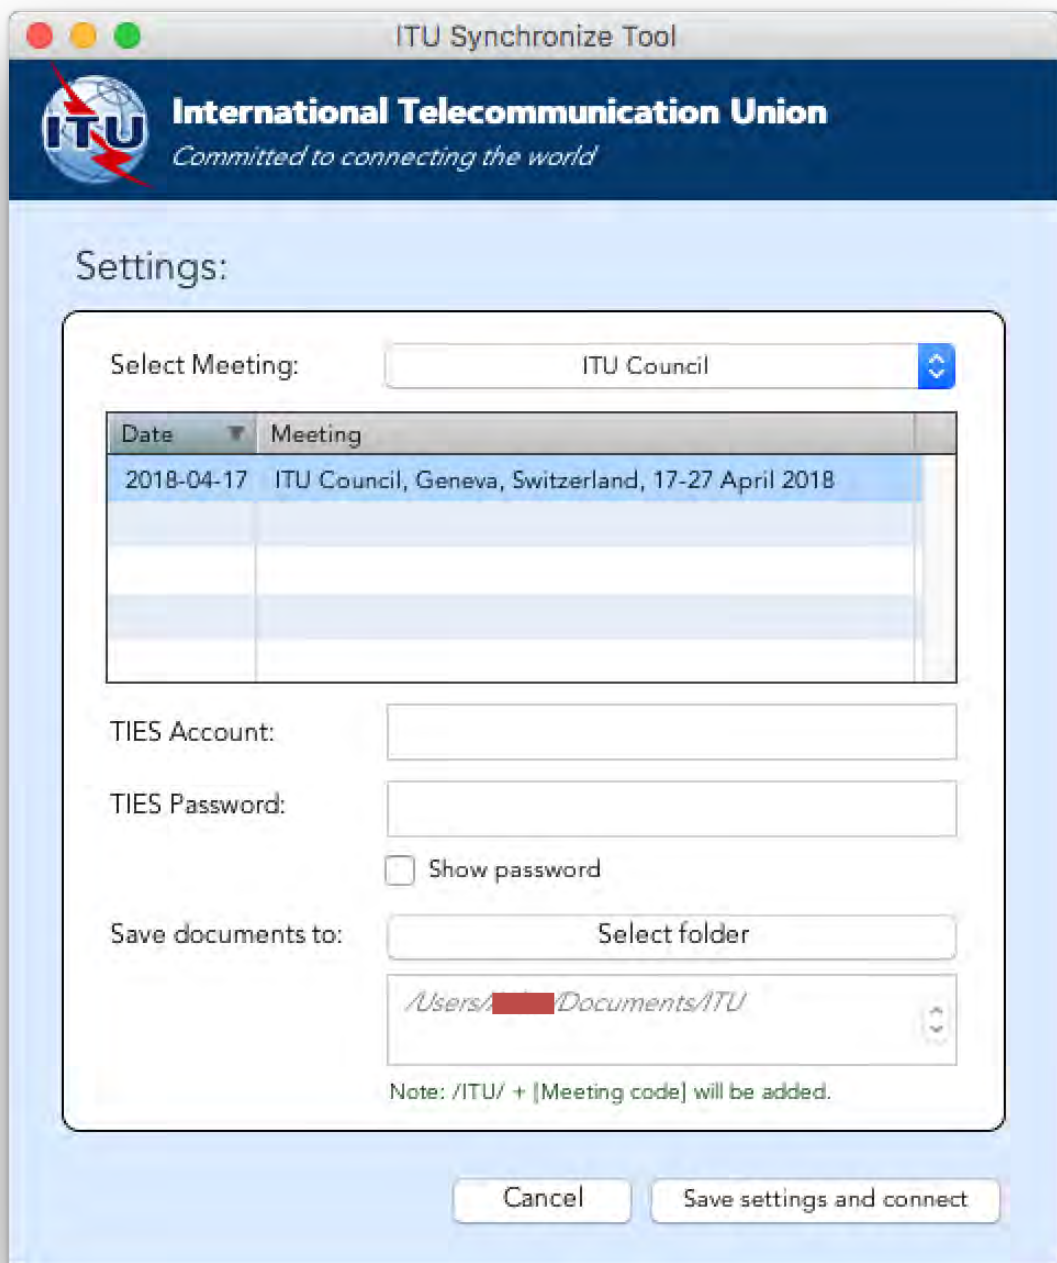 ITU Synchronize Tool
ITU
International Telecommunication Union
Committed to connecting the world
Settings:
Select Meeting: ITU Council
Date Meeting
2018-04-17 ITU Council, Geneva, Switzerland, 17-27 April 2018
TIES Account:
TIES Password:
Show password
Save documents to: Select folder
/Users/ /Documents/ITU
Note: /ITU/ + [Meeting code] will be added.
Cancel Save settings and connect